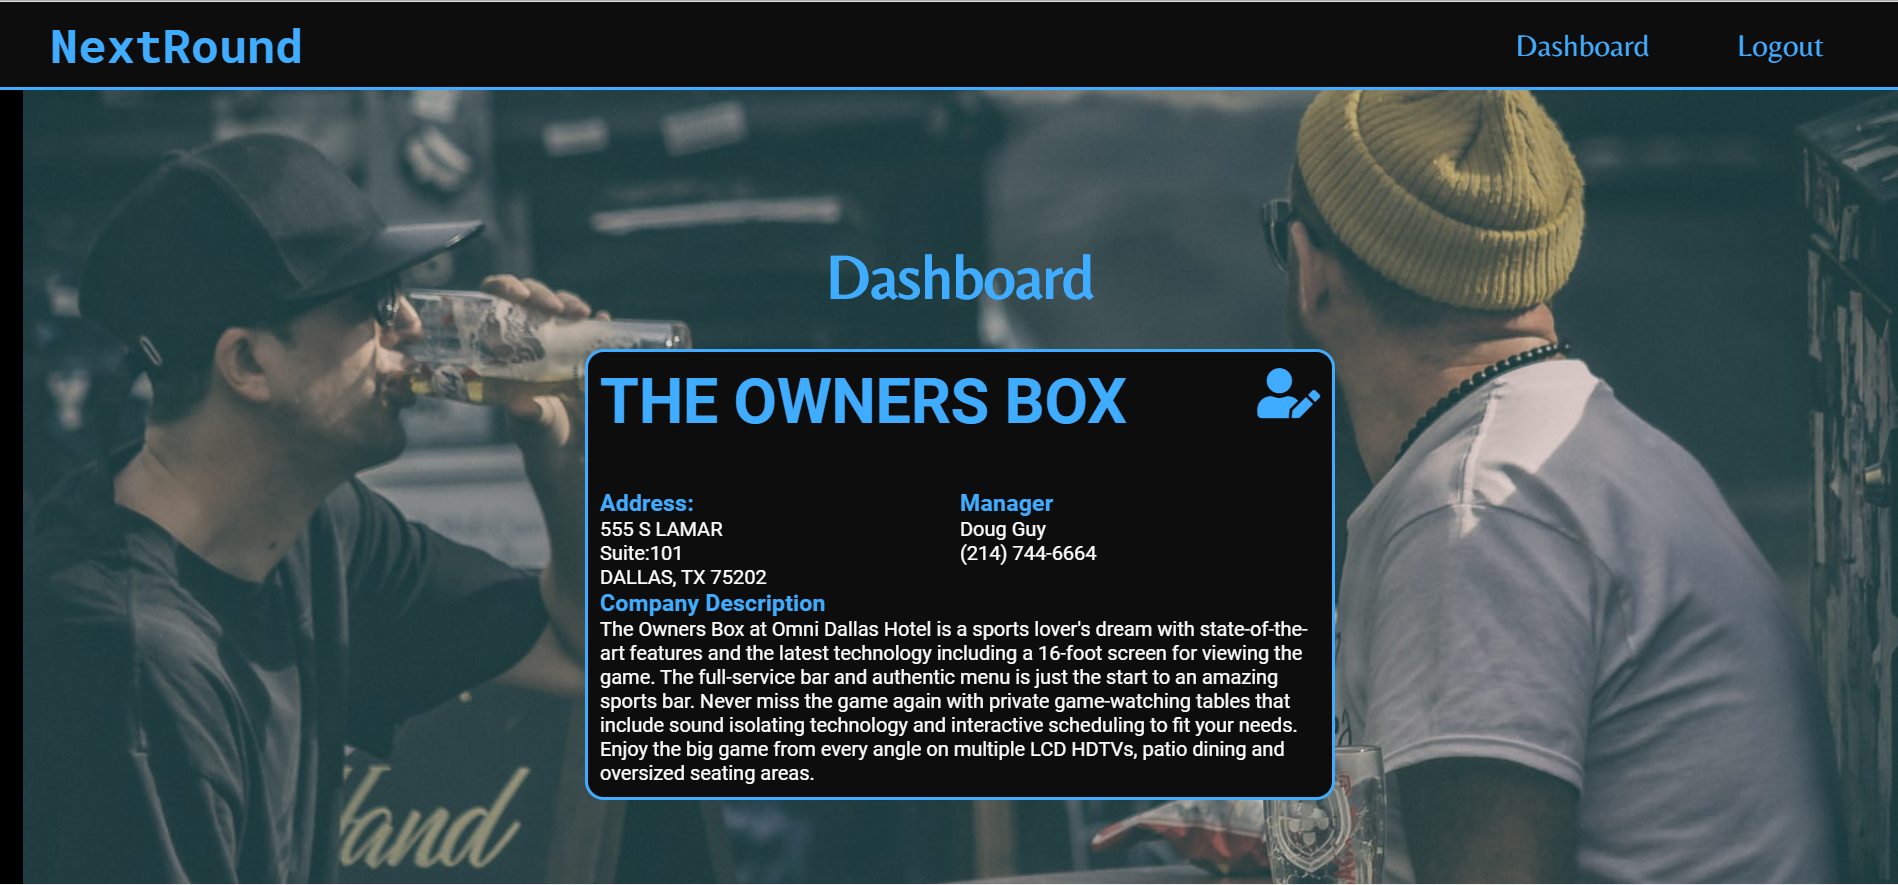 NextRound
Dashboard
Logout
Dashboard
THE OWNERS BOX
Address:
555 S LAMAR
Suite:101
DALLAS, TX 75202
Manager
Doug Guy
(214) 744-6664
Company Description
The Owners Box at Omni Dallas Hotel is a sports lover's dream with state-of-the-
art features and the latest technology including a 16-foot screen for viewing the
game. The full-service bar and authentic menu is just the start to an amazing
sports bar. Never miss the game again with private game-watching tables that
include sound isolating technology and interactive scheduling to fit your needs.
Enjoy the big game from every angle on multiple LCD HDTVs, patio dining and
oversized seating areas.
Hand